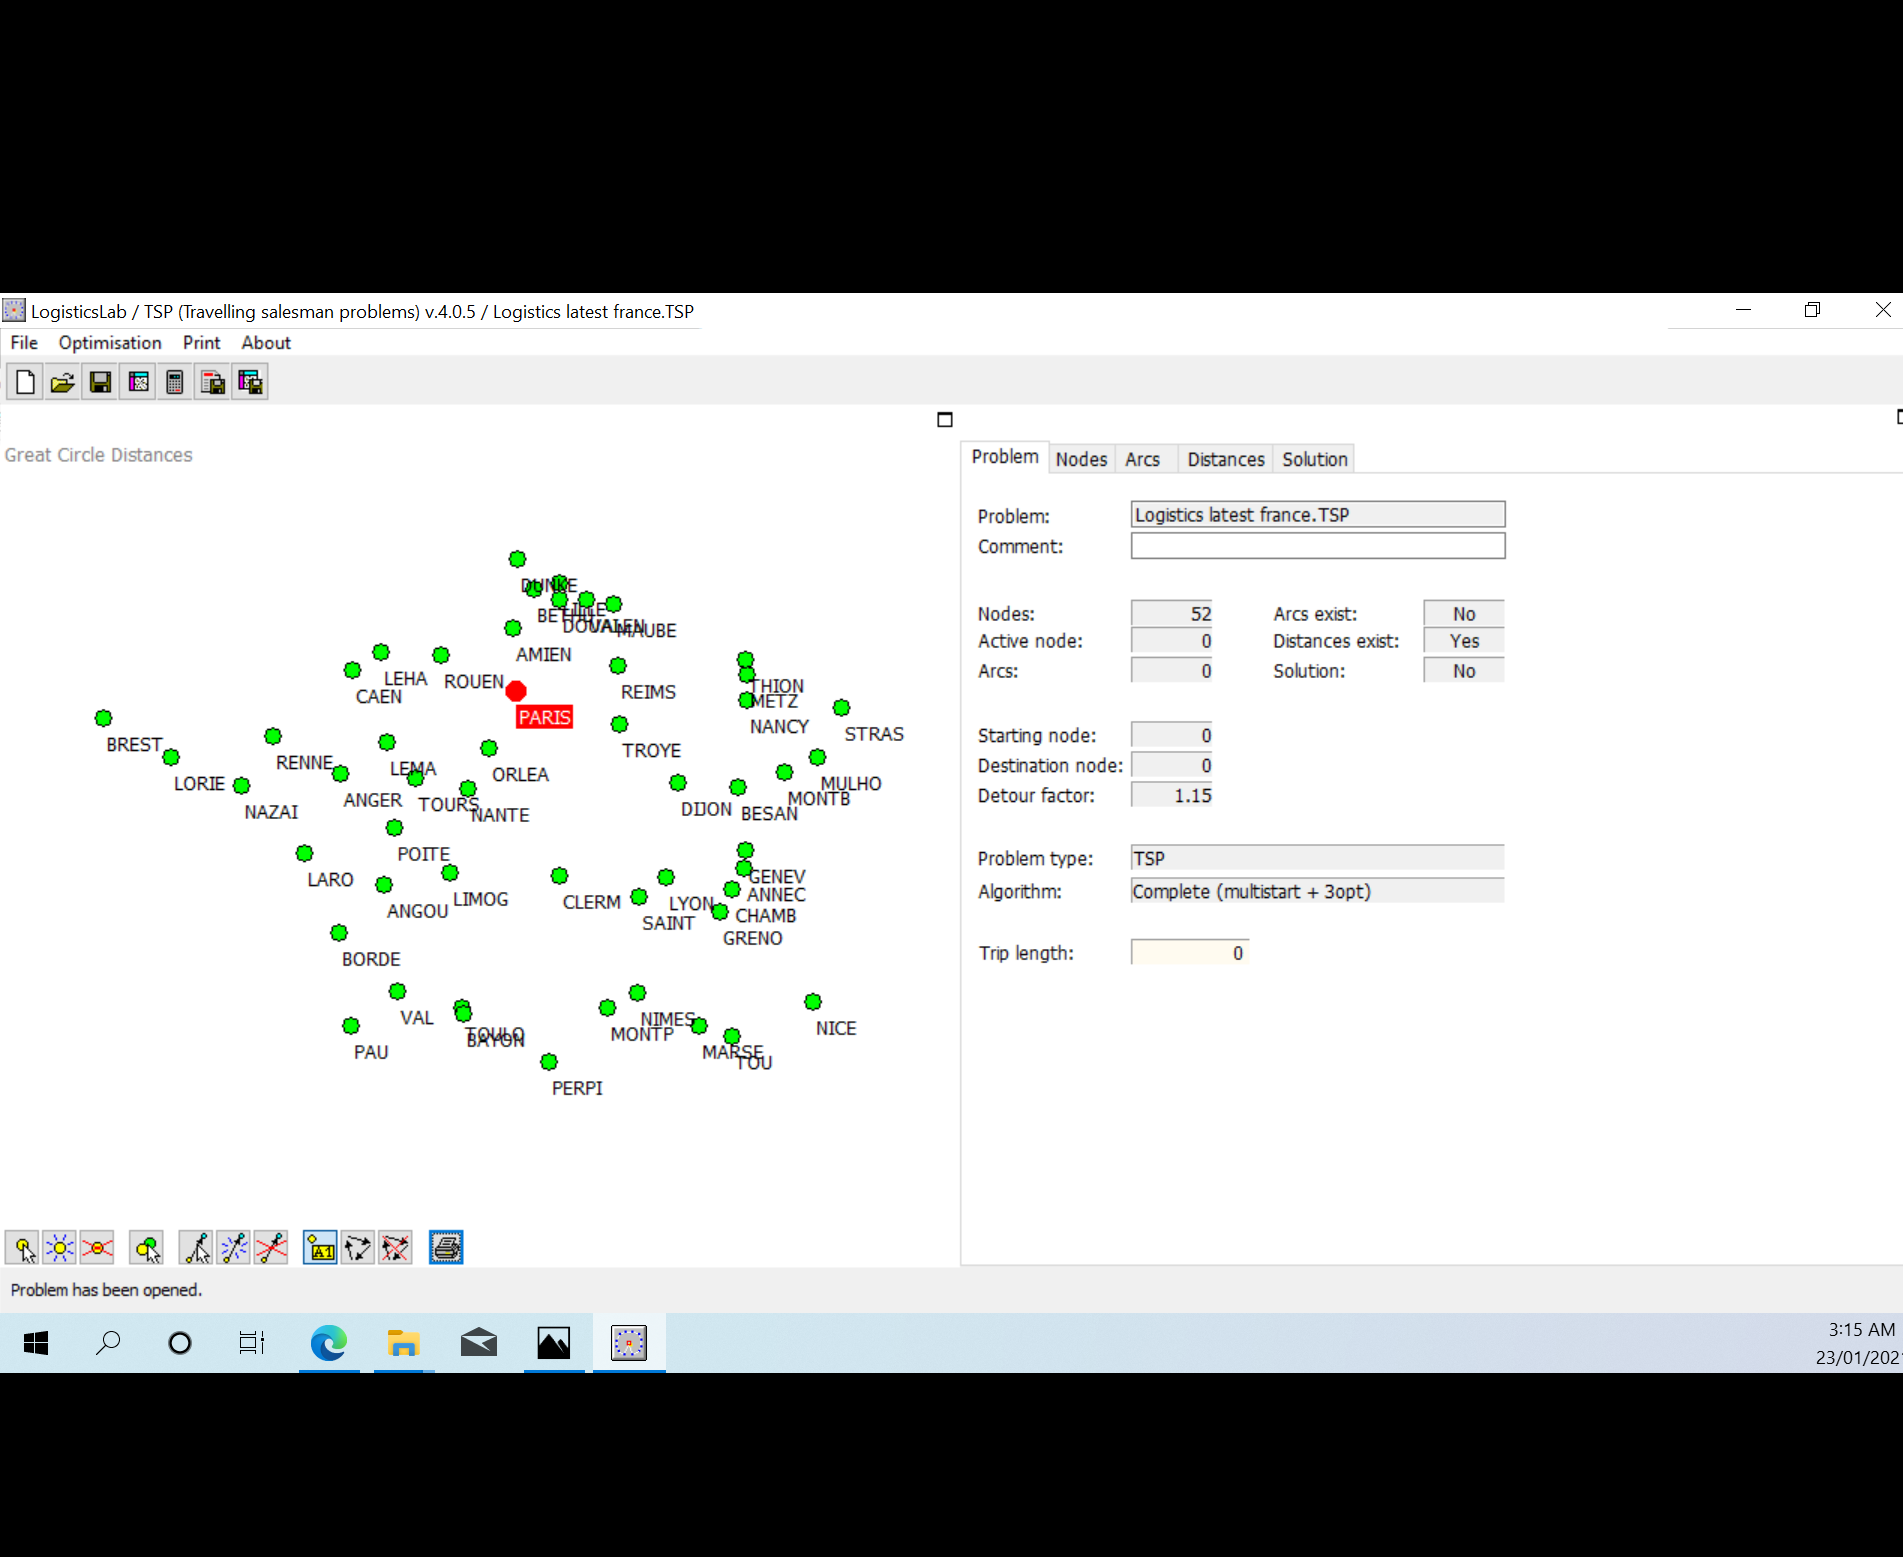 LogisticsLab / TSP (Travelling salesman problems) v.4.0.5 / Logistics latest france.TSP
File Optimisation Print About
Great Circle Distances
DUNKE
BETHU
LILLE
DOUAI
VALEN
MAUBE
AMIEN
LEHA
ROUEN
CAEN
REIMS
THION
METZ
PARIS
NANCY
STRAS
BREST
TROYE
RENNE
LEMA
ORLEA
LORIE
MULHO
ANGER
MONTB
TOURS
NAZAI
NANTE
DIJON
BESAN
POITE
LARO
GENEV
ANNEC
LIMOG
CLERM
LYON
ANGOU
CHAMB
SAINT
GRENO
BORDE
VAL
NIMES
NICE
TOULO
BAYON
MONTP
PAU
MARSE
TOU
PERPI
Problem Nodes Arcs Distances Solution
Problem: Logistics latest france.TSP
Comment:
Nodes: 52 Arcs exist: No
Active node: 0 Distances exist: Yes
Arcs: 0 Solution: No
Starting node: 0
Destination node: 0
Detour factor: 1.15
Problem type: TSP
Algorithm: Complete (multistart + 3opt)
Trip length: 0
A1
Problem has been opened.
3:15 AM
23/01/202